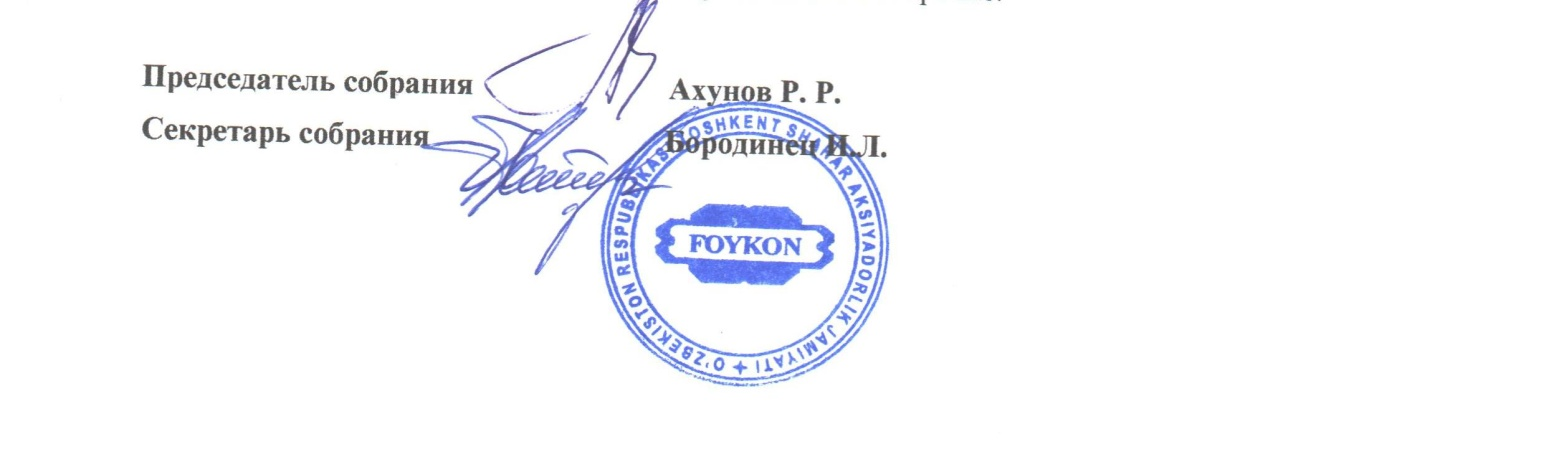 Председатель собрания Ахунов Р. Р.
Секретарь собрания Бородинец И.Л.
O'ZBEKISTON RESPUBLIKASI TOSHKENT SHAHAR AKSIYADORLIK JAMIYATI
FOYKON